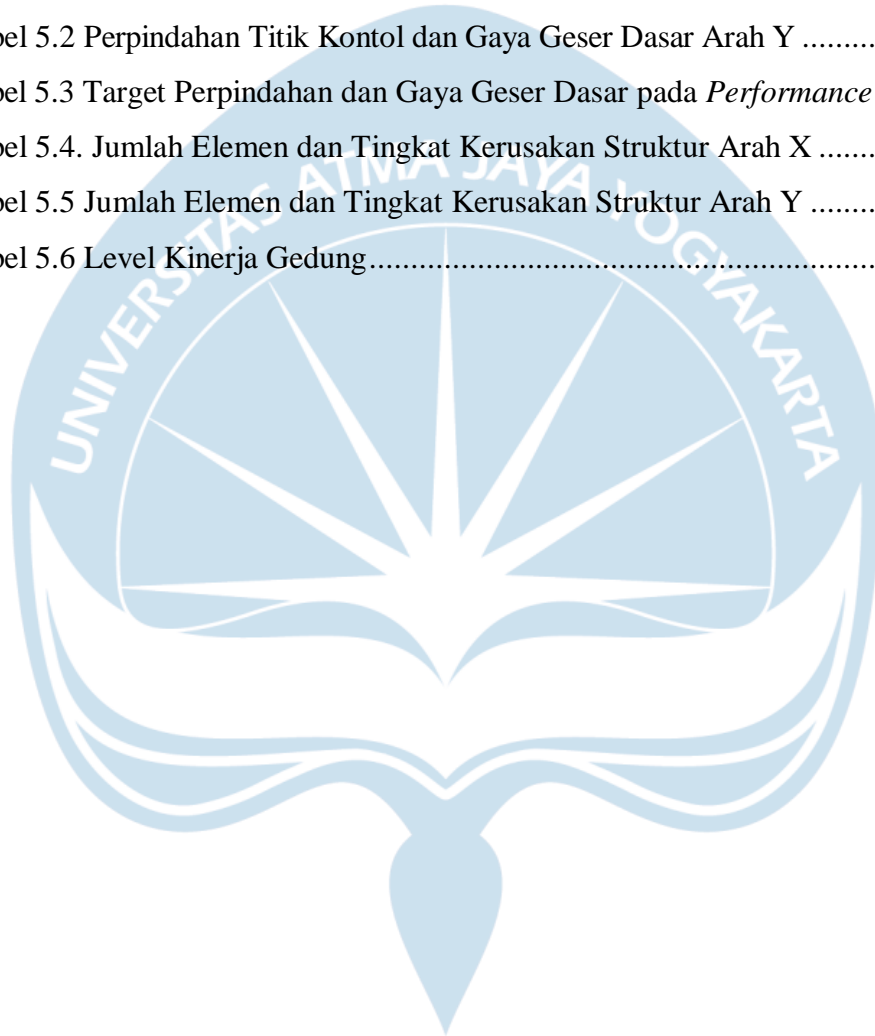 bel 5.2 Perpindahan Titik Kontol dan Gaya Geser Dasar Arah Y .........
bel 5.3 Target Perpindahan dan Gaya Geser Dasar pada Performance
bel 5.4. Jumlah Elemen dan Tingkat Kerusakan Struktur Arah X .......
bel 5.5 Jumlah Elemen dan Tingkat Kerusakan Struktur Arah Y ........
bel 5.6 Level Kinerja Gedung.............................................................
UNIVERSITAS ATMA JAYA YOGYAKARTA